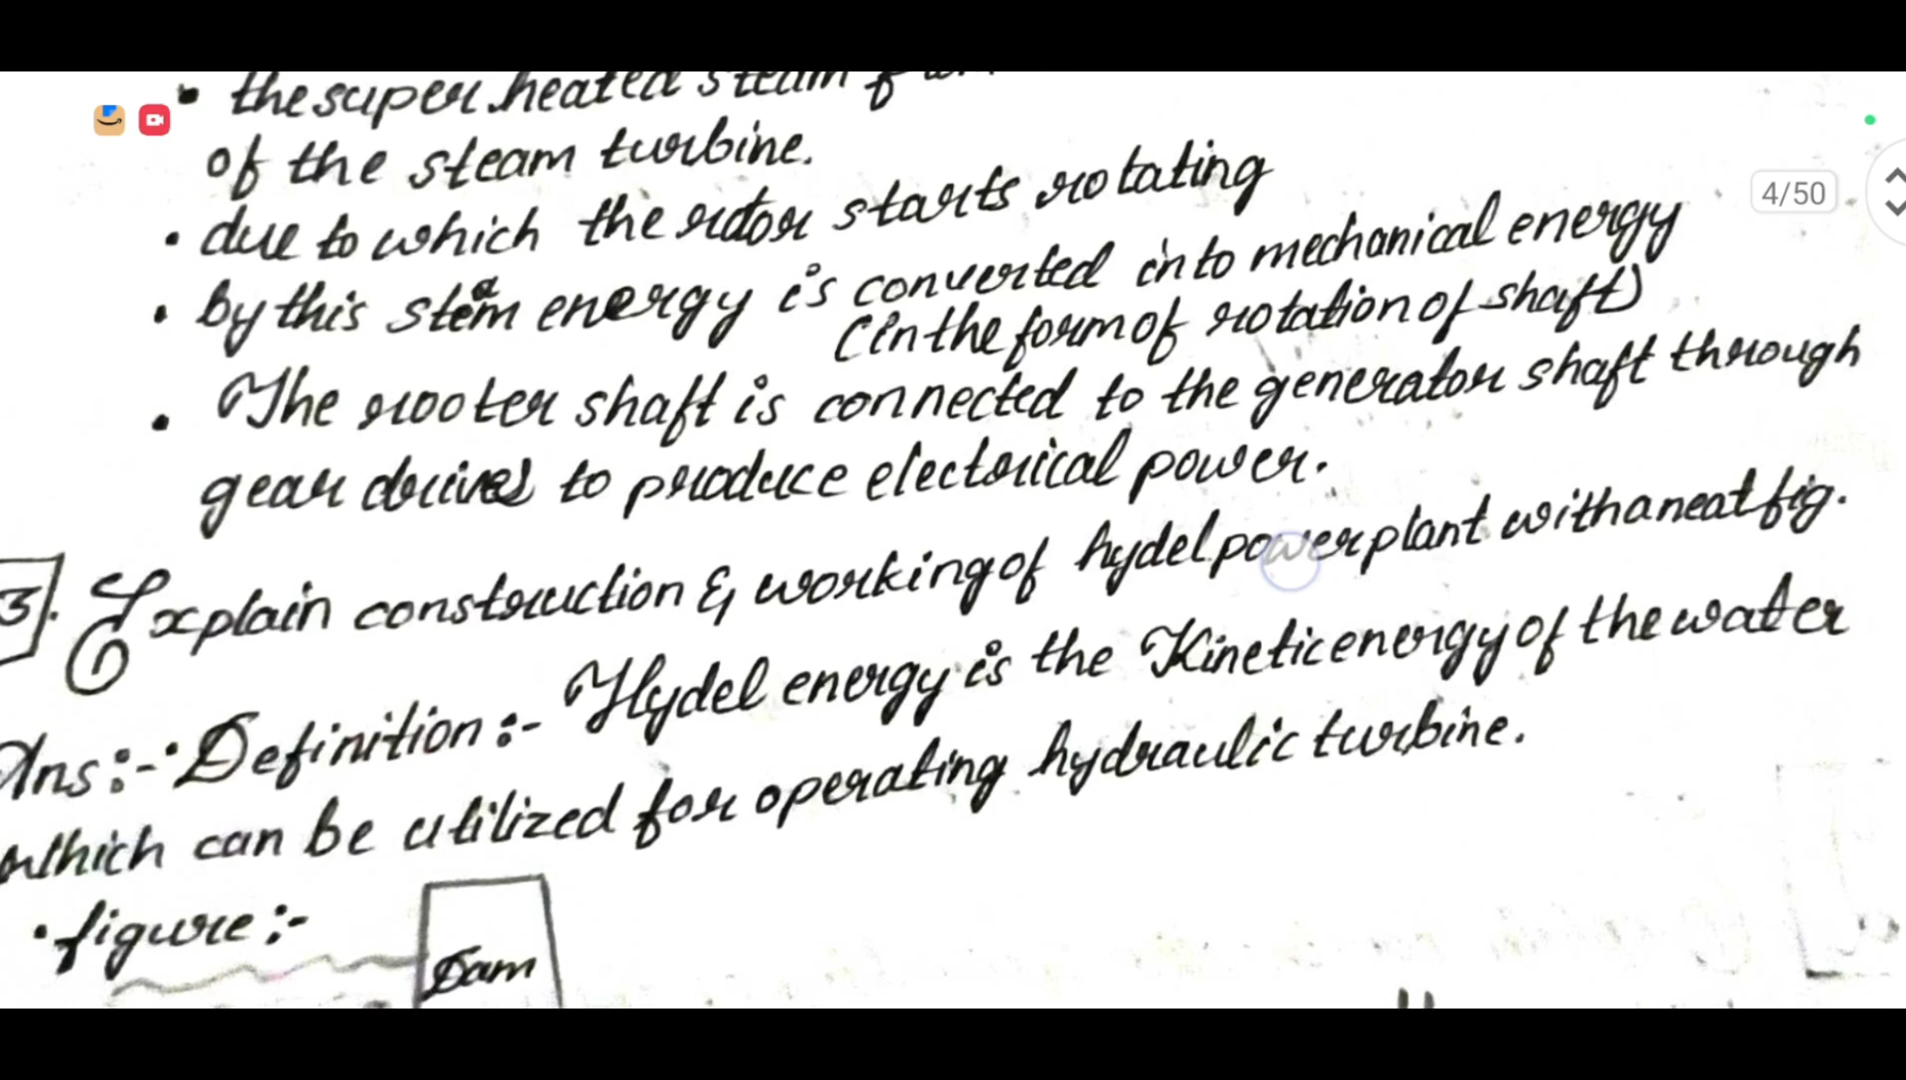 • the super heated steam
of the steam turbine.
• due to which the rotor starts rotating
• by this steam energy is converted into mechanical energy
(in the form of rotation of shaft)
• The rooter shaft is connected to the generator shaft through
gear drives to produce electrical power.
3. Explain construction & working of hydel power plant with a neat fig.
Ans:- • Definition:- Hydel energy is the Kinetic energy of the water
which can be utilized for operating hydraulic turbine.
• figure:-
Dam
4/50